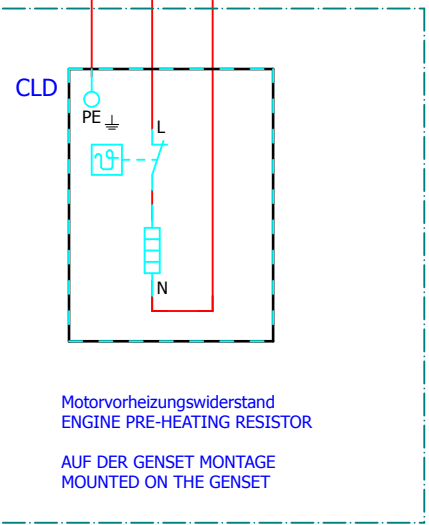 CLD
PE
L
ϑ
N
Motorvorheizungswiderstand
ENGINE PRE-HEATING RESISTOR
AUF DER GENSET MONTAGE
MOUNTED ON THE GENSET